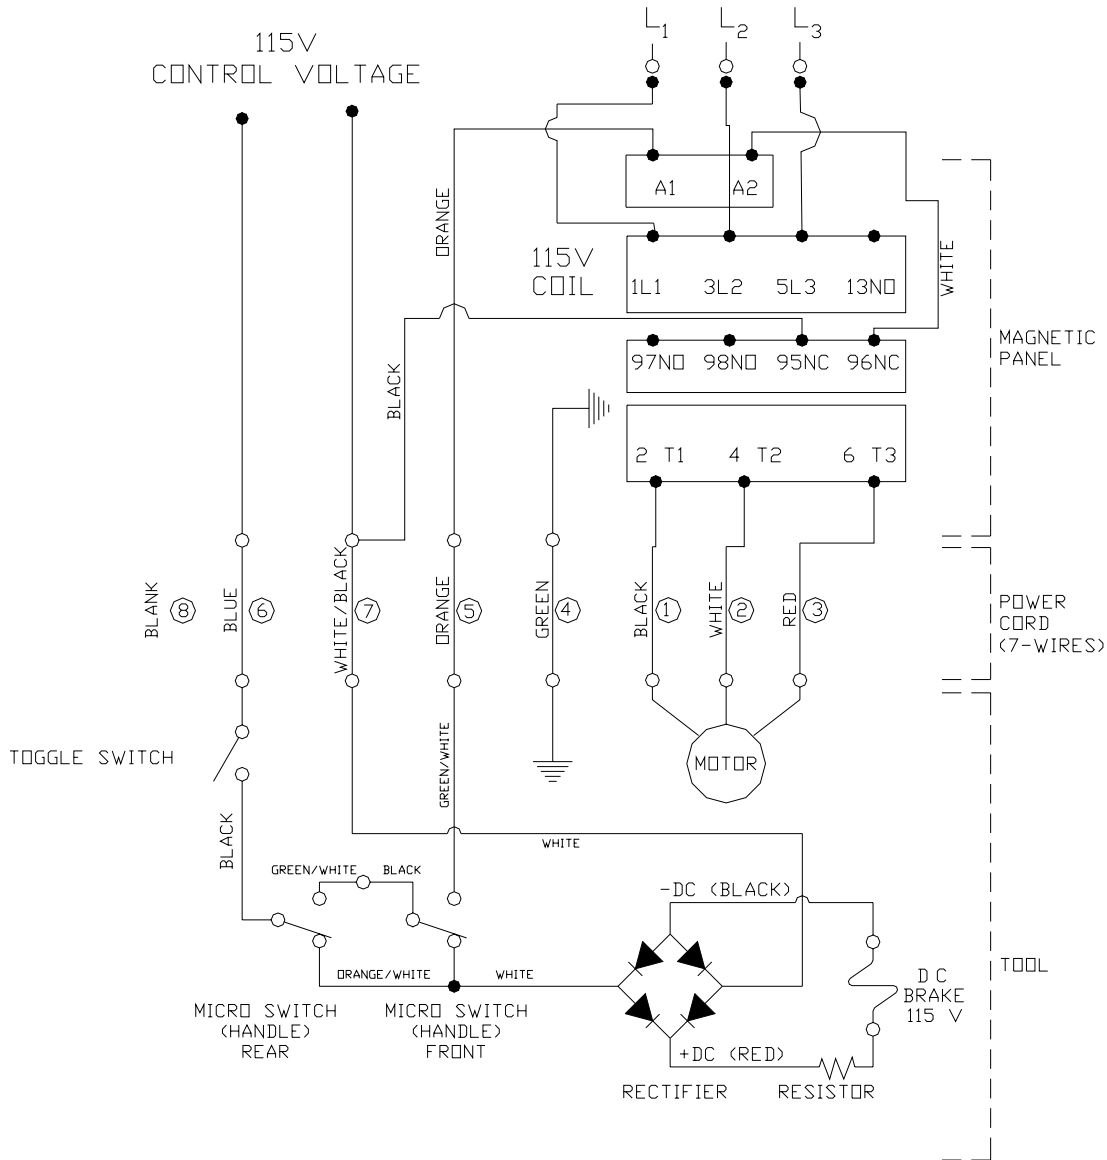 L1 L2 L3
115V
CONTROL VOLTAGE
A1 A2
ORANGE
115V
COIL
WHITE
1L1 3L2 5L3 13NO
MAGNETIC
PANEL
97NO 98NO 95NC 96NC
BLACK
2 T1 4 T2 6 T3
BLANK 8
BLUE 6
WHITE/BLACK 7
ORANGE 5
GREEN 4
BLACK 1
WHITE 2
RED 3
POWER
CORD
(7-WIRES)
TOGGLE SWITCH
GREEN/WHITE
MOTOR
BLACK
WHITE
GREEN/WHITE BLACK
-DC (BLACK)
ORANGE/WHITE WHITE
TOOL
DC
BRAKE
115 V
MICRO SWITCH
(HANDLE)
REAR
MICRO SWITCH
(HANDLE)
FRONT
+DC (RED)
RECTIFIER RESISTOR